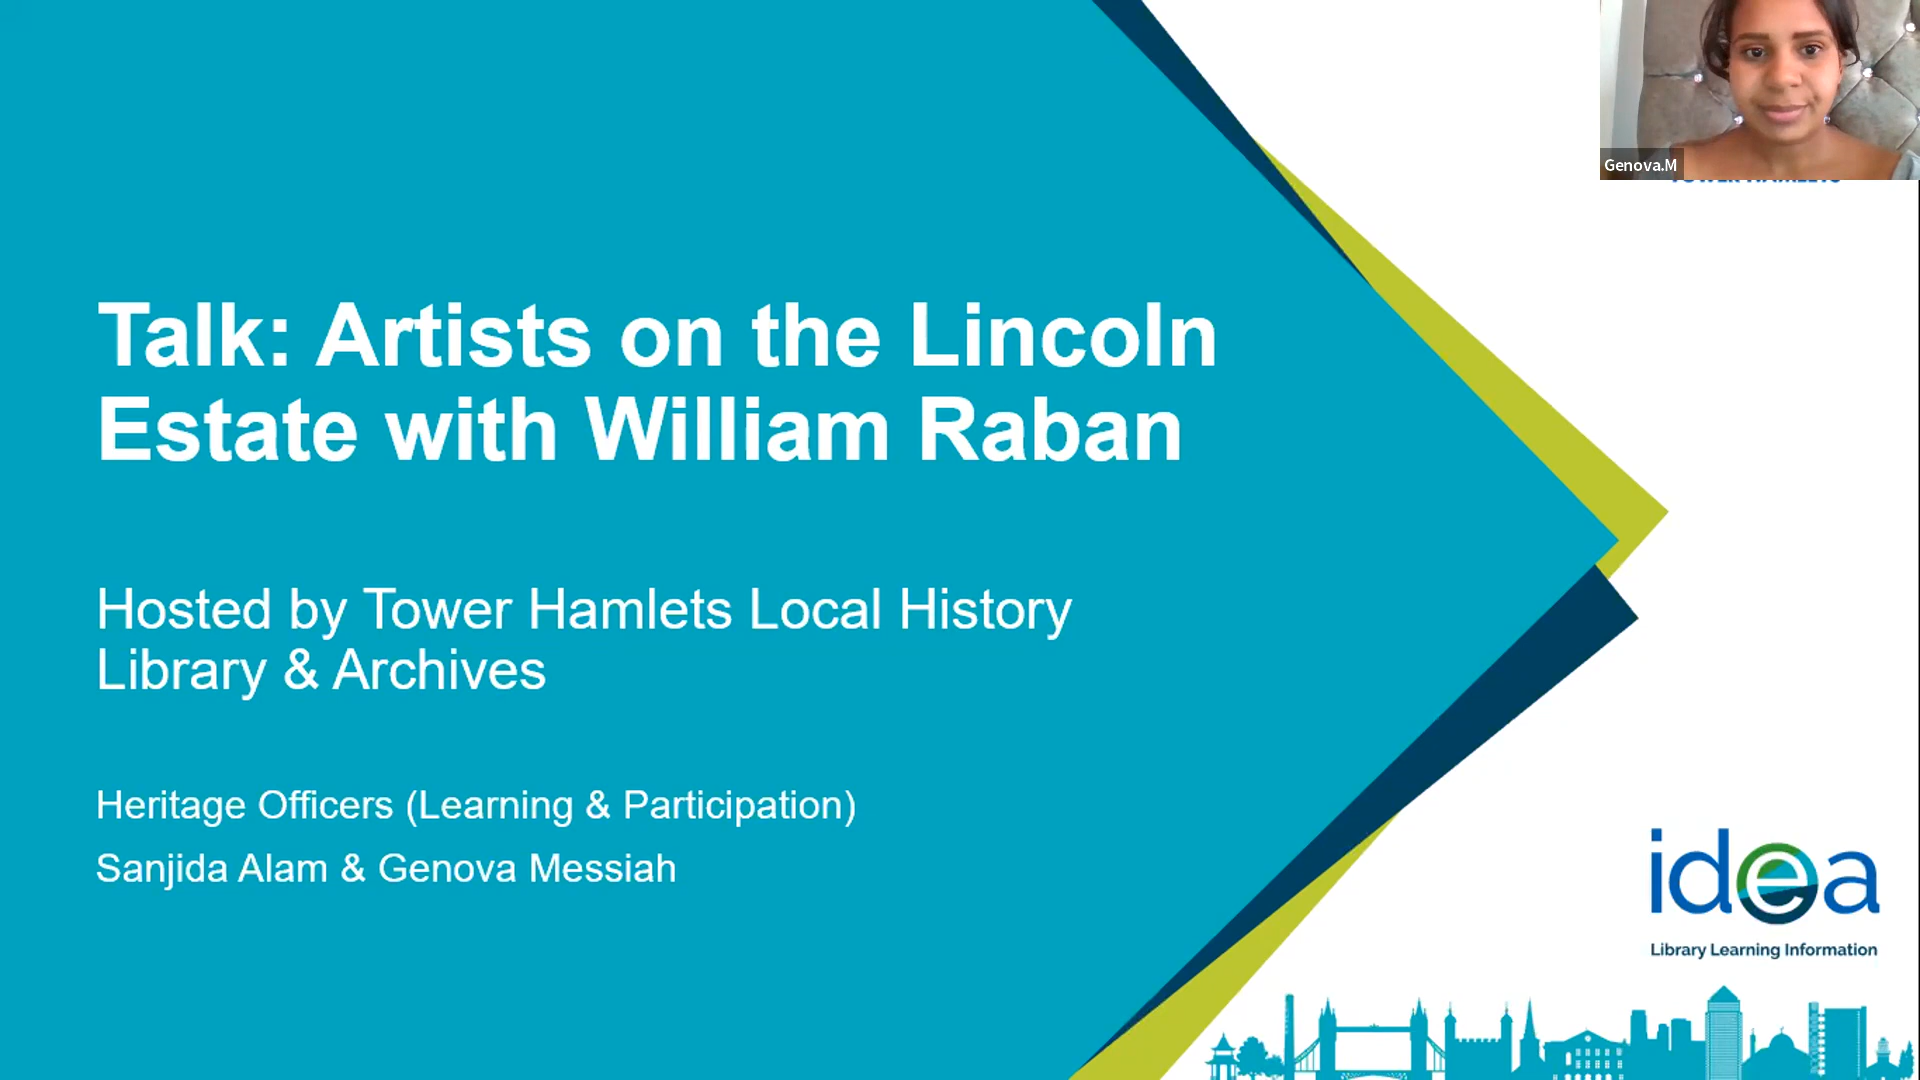 Genova.M
Talk: Artists on the Lincoln
Estate with William Raban
Hosted by Tower Hamlets Local History
Library & Archives
Heritage Officers (Learning & Participation)
Sanjida Alam & Genova Messiah
idea
Library Learning Information